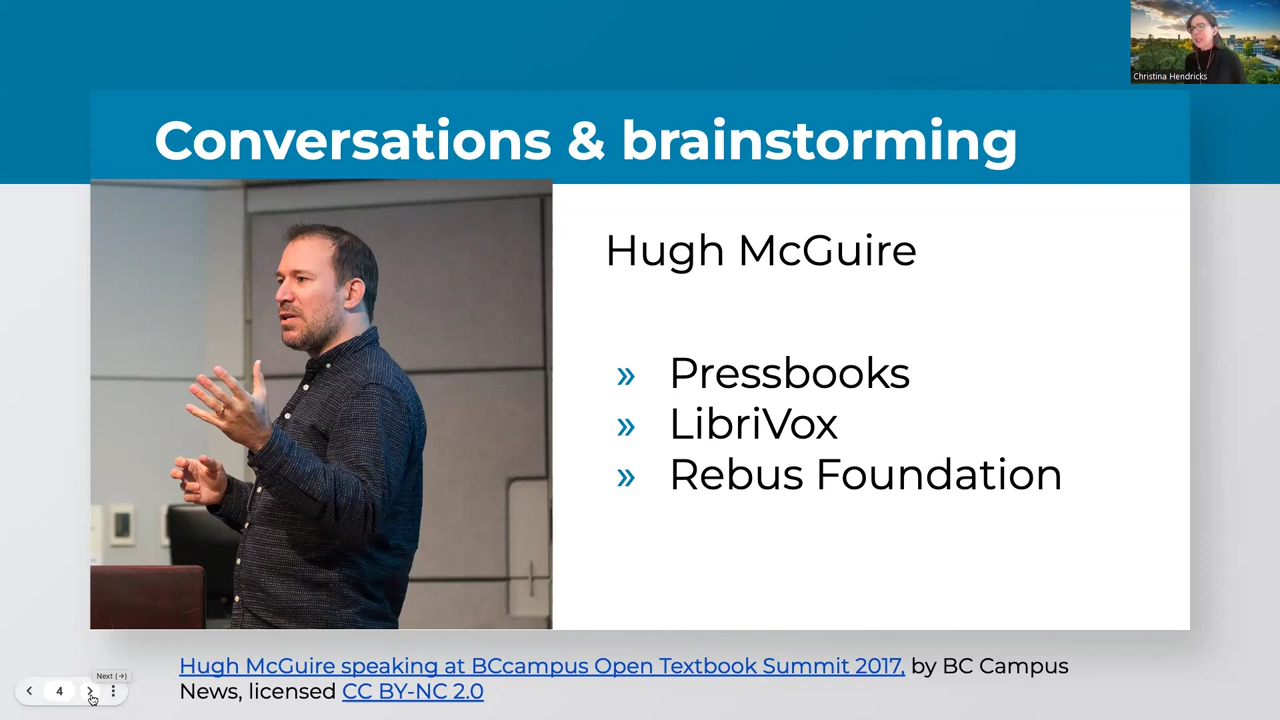 Christina Hendricks
Conversations & brainstorming
Hugh McGuire
» Pressbooks
» LibriVox
» Rebus Foundation
Hugh McGuire speaking at BCcampus Open Textbook Summit 2017, by BC Campus
News, licensed CC BY-NC 2.0
Next (→)
4